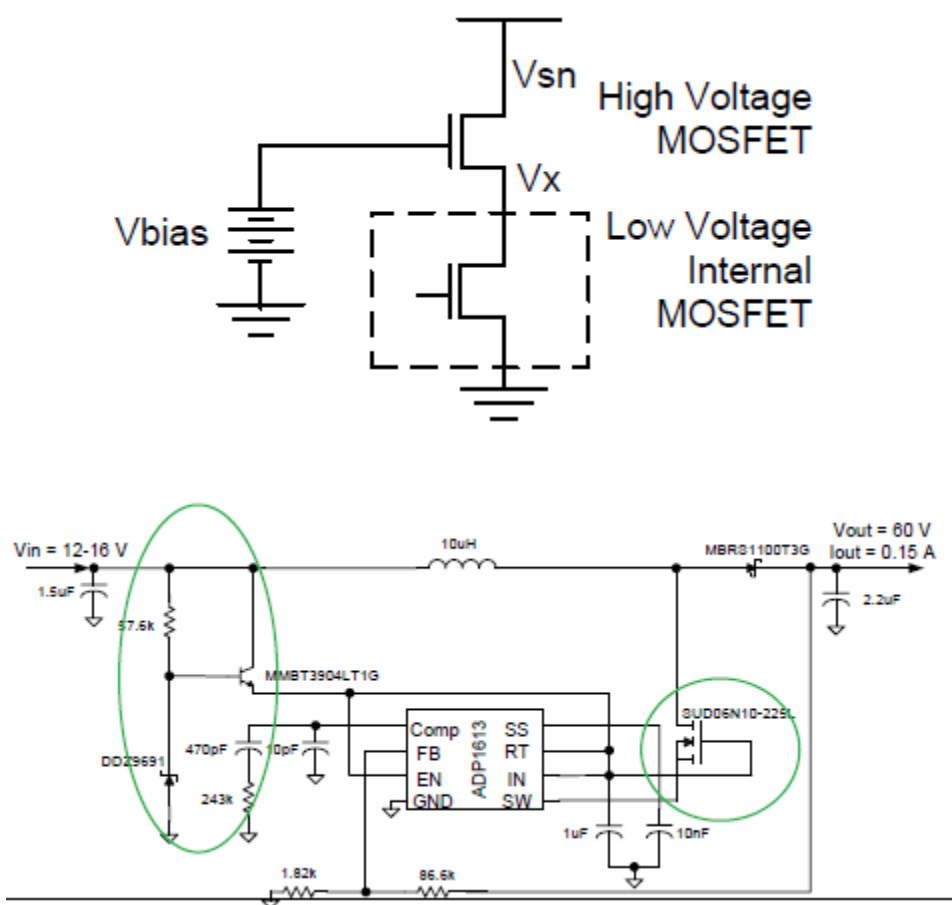 Vsn
High Voltage
MOSFET
Vx
Vbias
Low Voltage
Internal
MOSFET
Vin = 12-16 V
1.5uF
57.6k
DDZ9691
MMBT3904LT1G
470pF
10pF
243k
10uH
MBRS1100T3G
Vout = 60 V
Iout = 0.15 A
2.2uF
SUD06N10-225L
Comp SS
FB RT
EN IN
GND SW
ADP1613
1uF
10nF
1.82k
86.6k